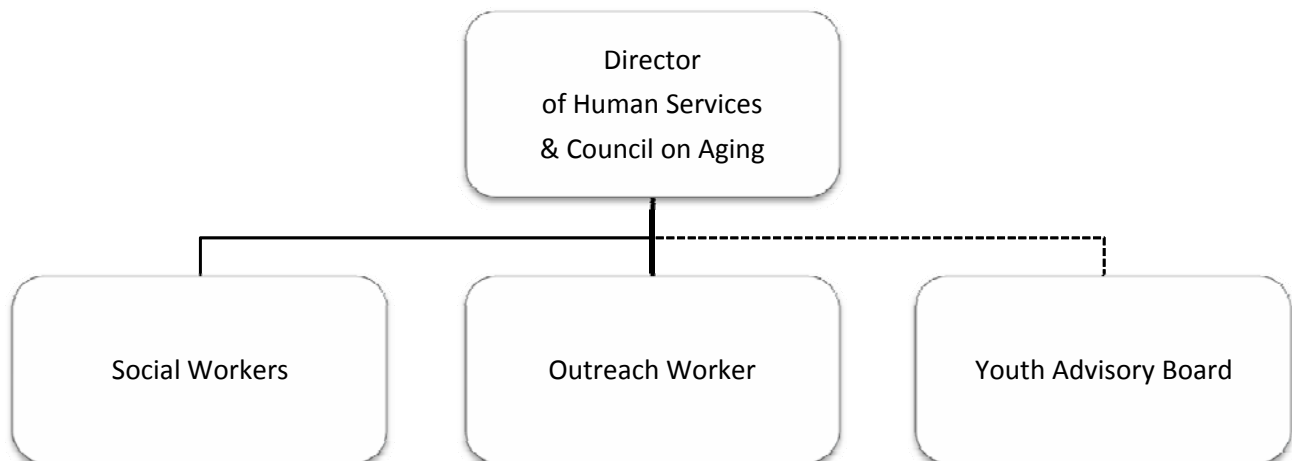 Director
of Human Services
& Council on Aging
Social Workers
Outreach Worker
Youth Advisory Board